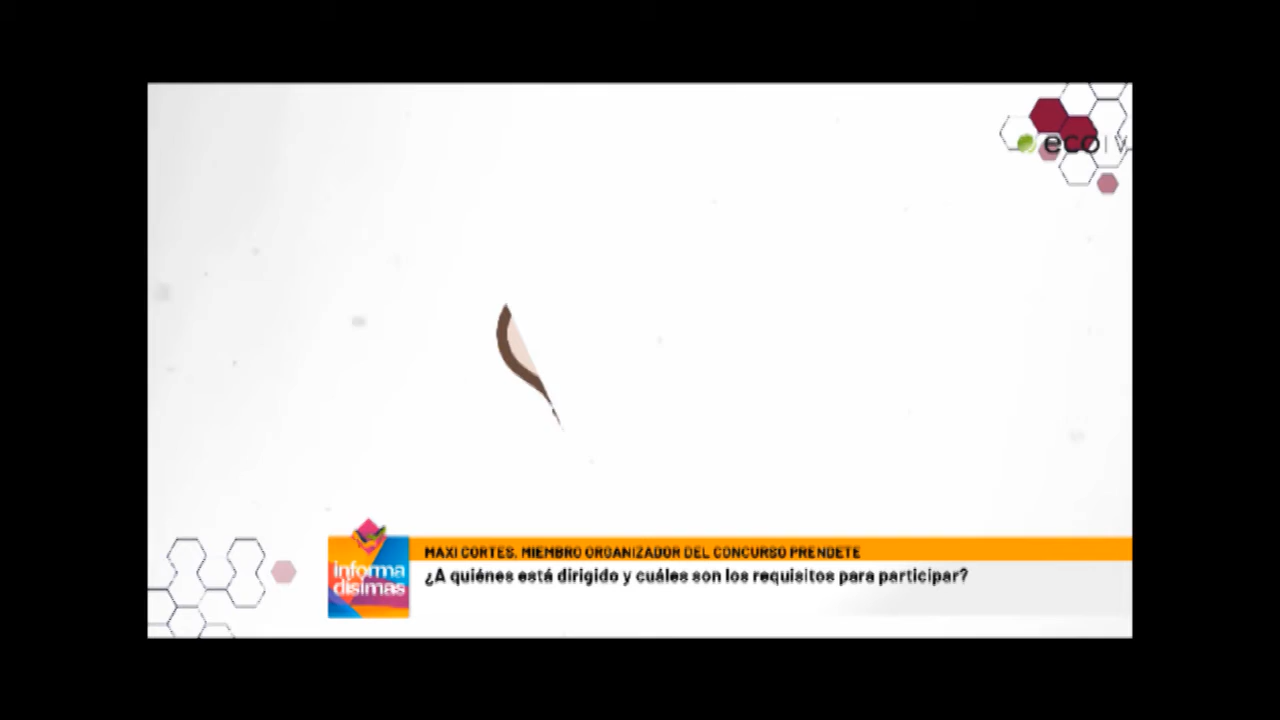 eco TV
MAXI CORTES. MIEMBRO ORGANIZADOR DEL CONCURSO PRENDETE
informa
disimas
¿A quiénes está dirigido y cuáles son los requisitos para participar?